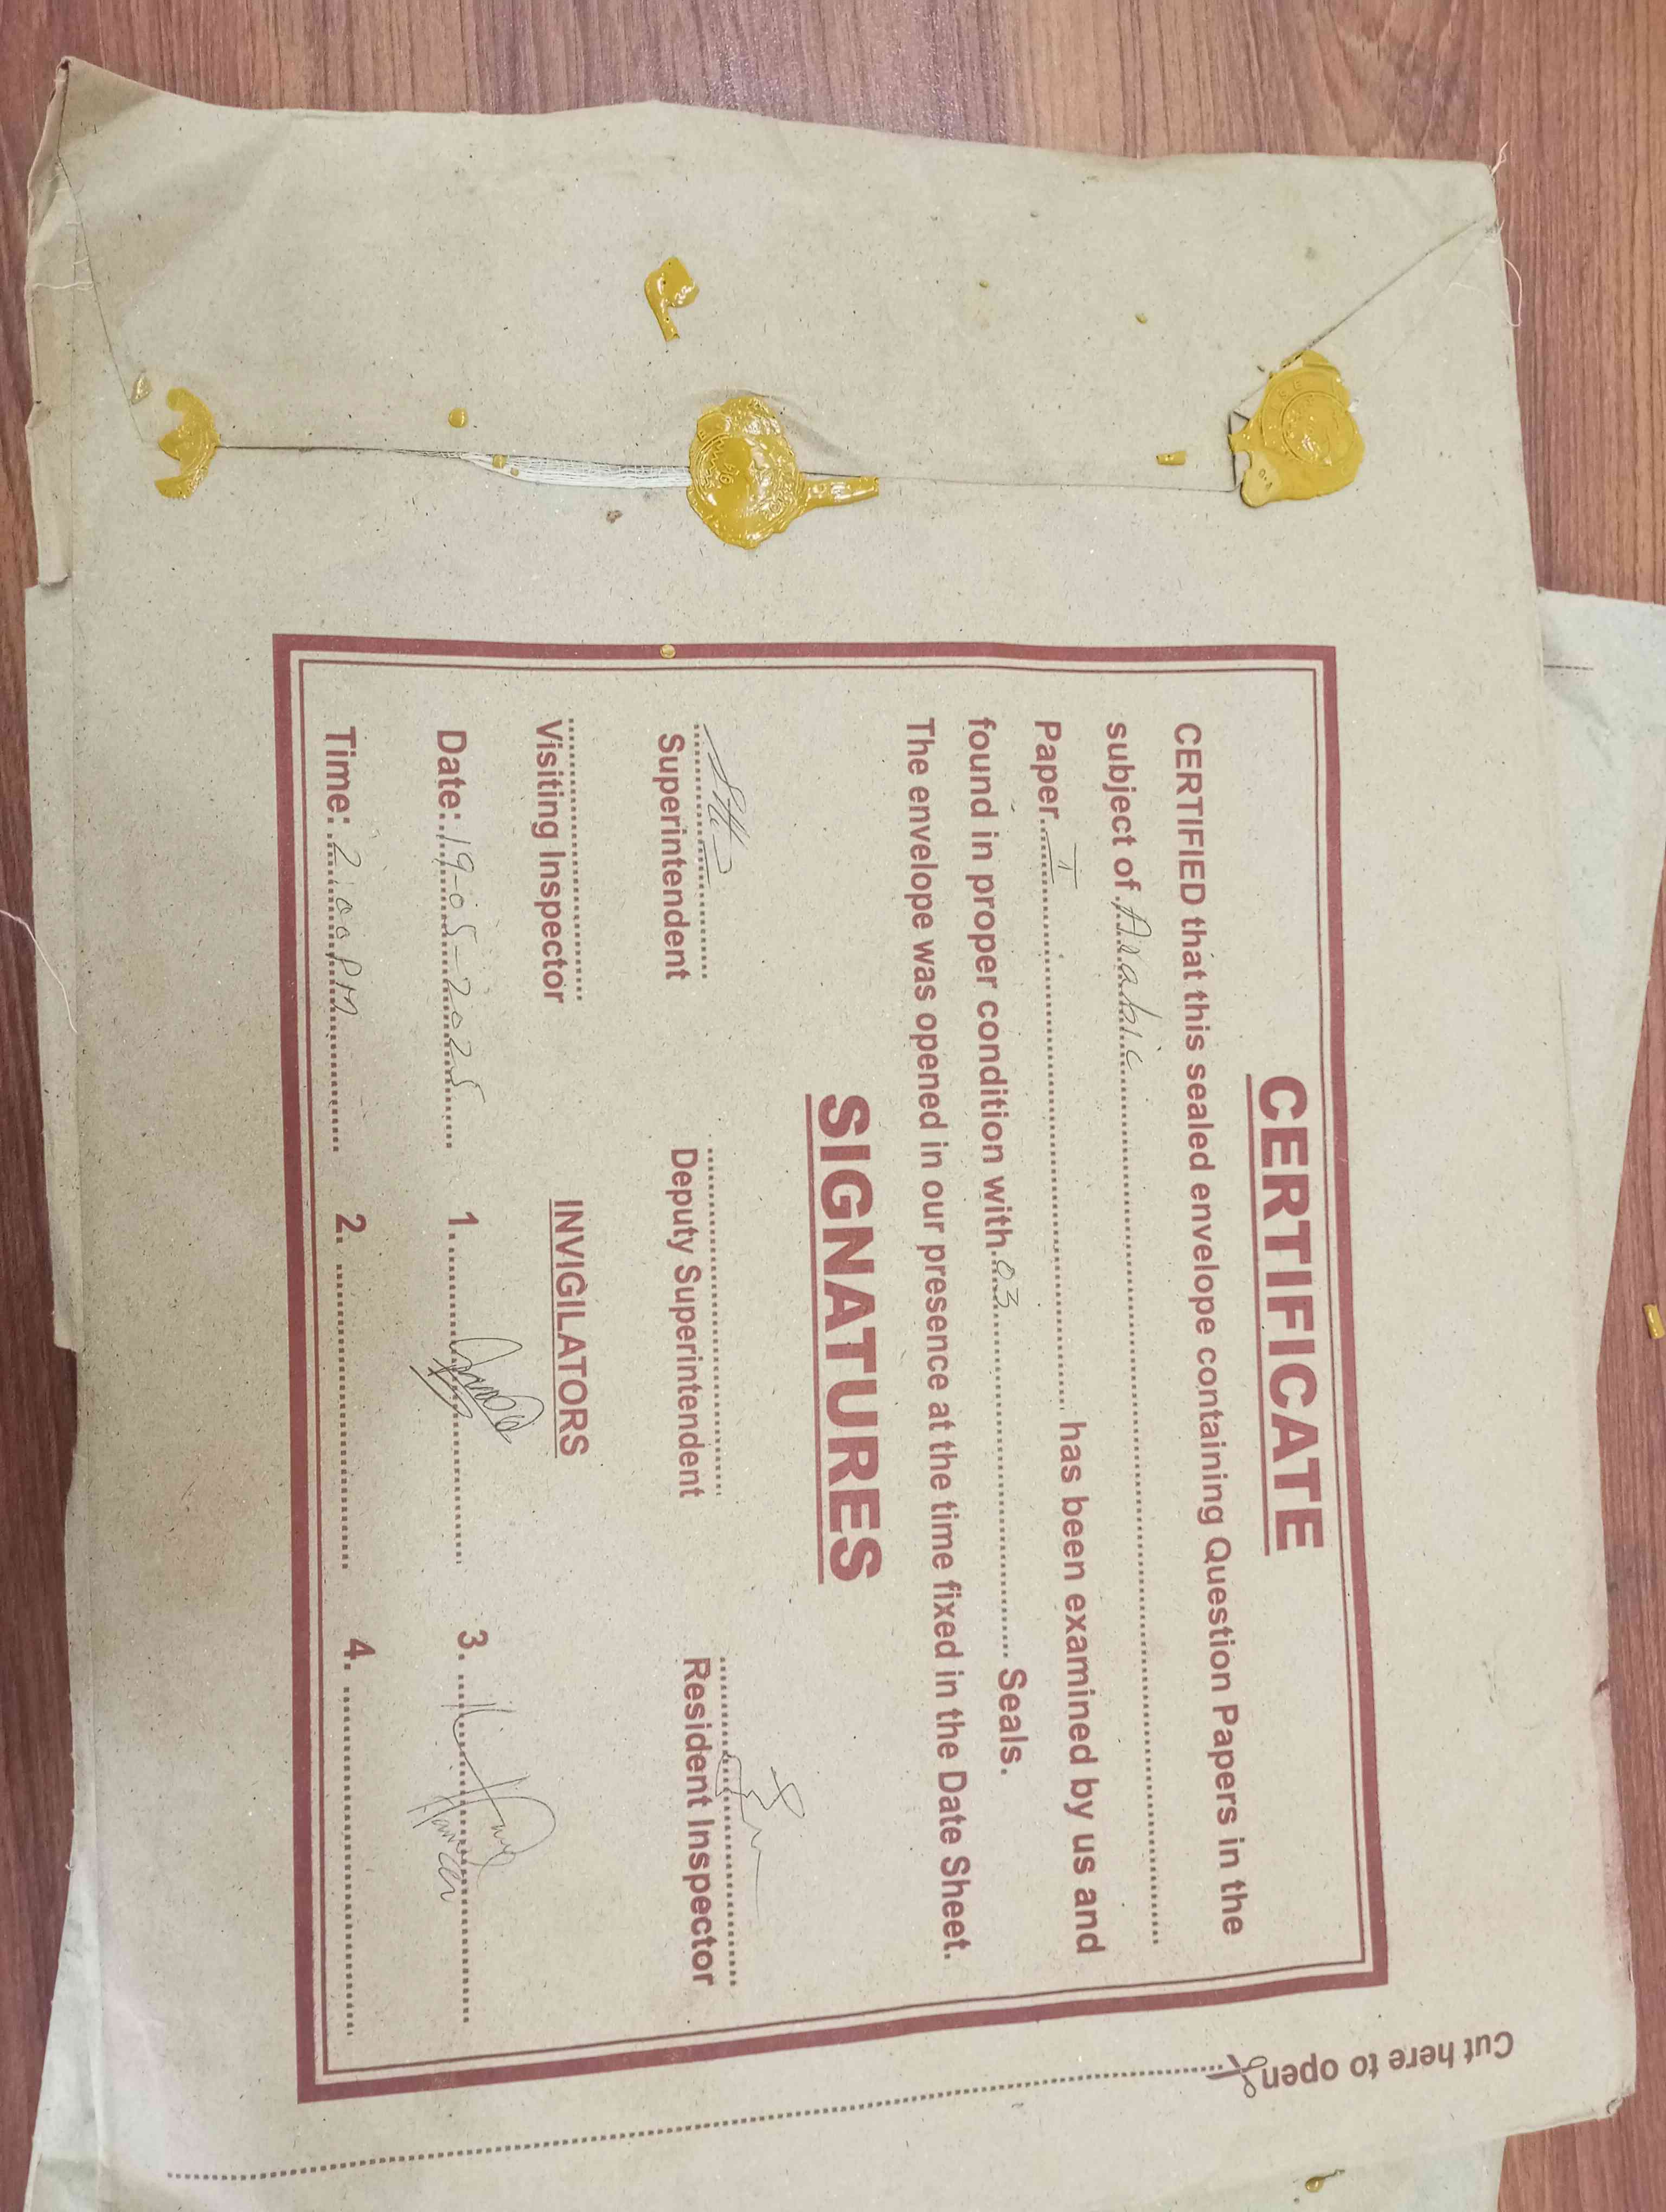 CERTIFICATE
CERTIFIED that this sealed envelope containing Question Papers in the
subject of Arabic
Paper I has been examined by us and
found in proper condition with 03 Seals.
The envelope was opened in our presence at the time fixed in the Date Sheet.
SIGNATURES
Superintendent Deputy Superintendent Resident Inspector
Visiting Inspector INVIGILATORS
Date: 19-05-2025 1. 3.
Time: 2:00 PM 2. 4.
Cut here to open